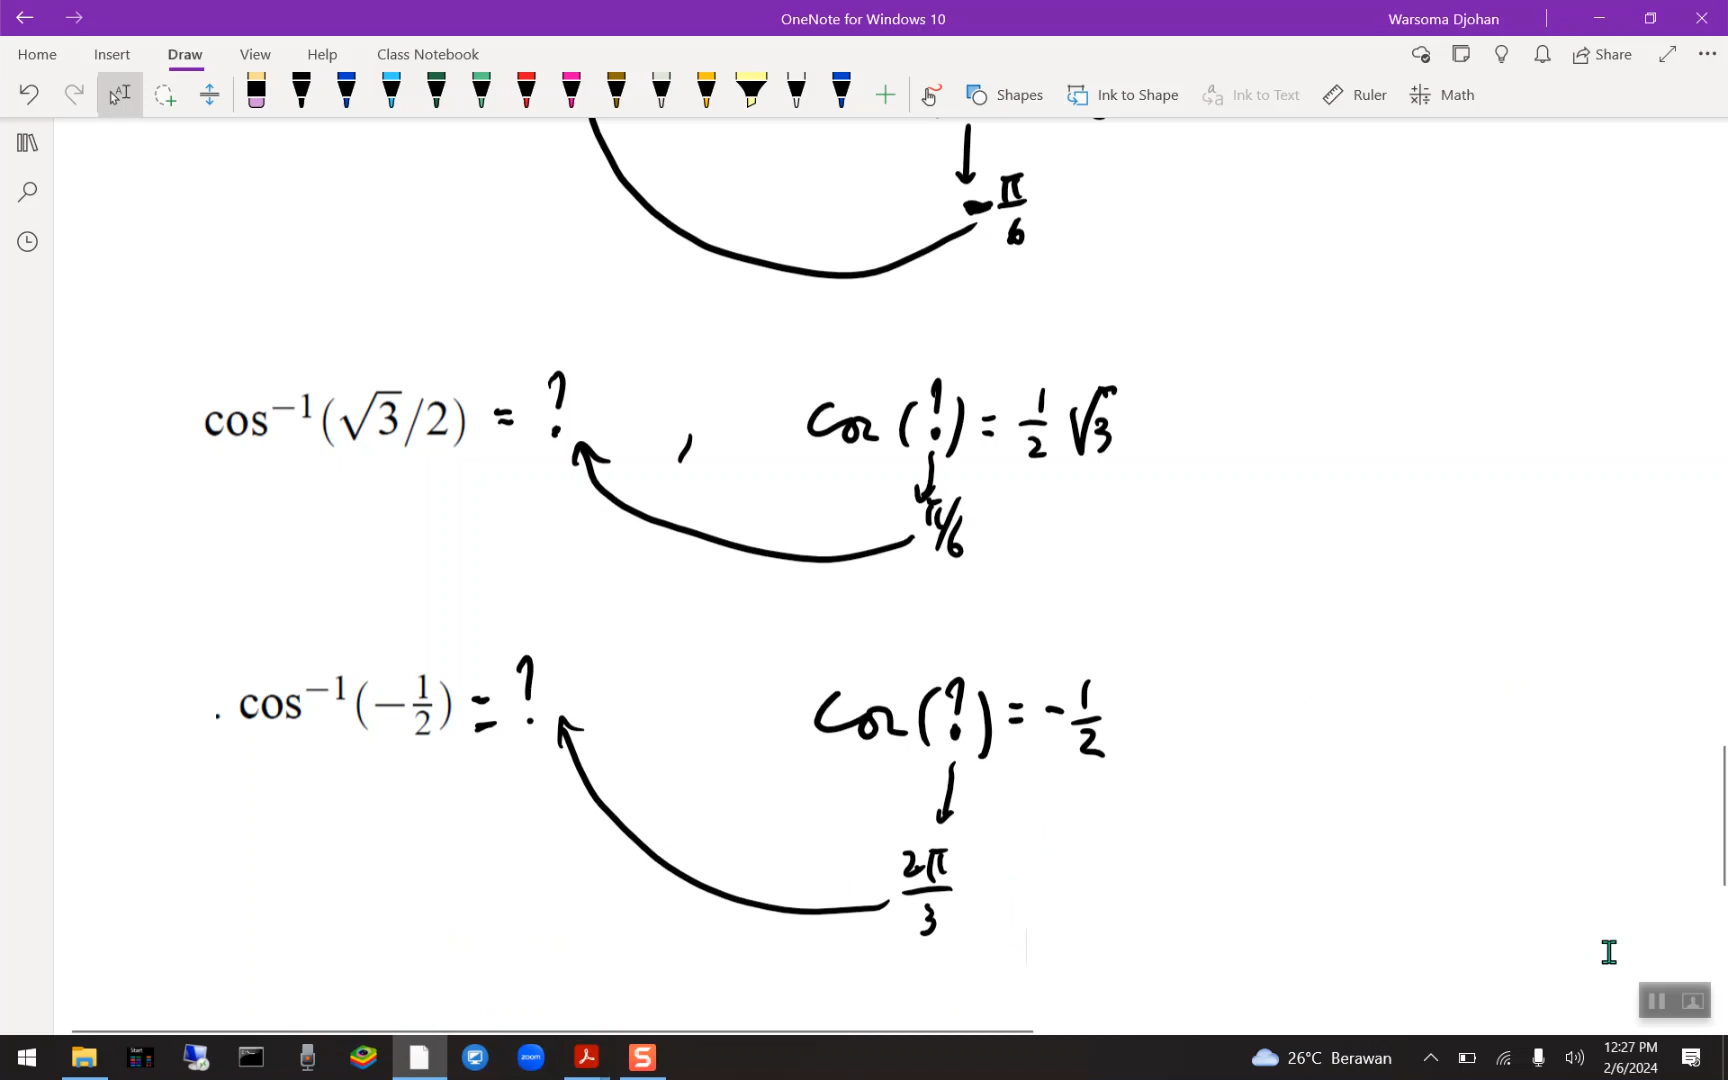 OneNote for Windows 10
Warsoma Djohan
Home Insert Draw View Help Class Notebook
Share
Shapes Ink to Shape Ink to Text Ruler Math
-π/6
cos⁻¹(√3/2) = ? , cos(?) = 1/2 √3
π/6
. cos⁻¹(-1/2) = ? cos(?) = -1/2
2π/3
Start
zoom
26°C Berawan
12:27 PM
2/6/2024